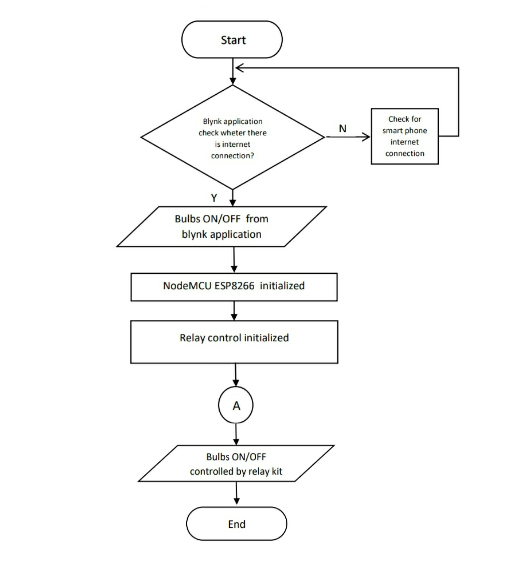 Start
Blynk application
check wheter there
is internet
connection?
N
Check for
smart phone
internet
connection
Y
Bulbs ON/OFF from
blynk application
NodeMCU ESP8266 initialized
Relay control initialized
A
Bulbs ON/OFF
controlled by relay kit
End